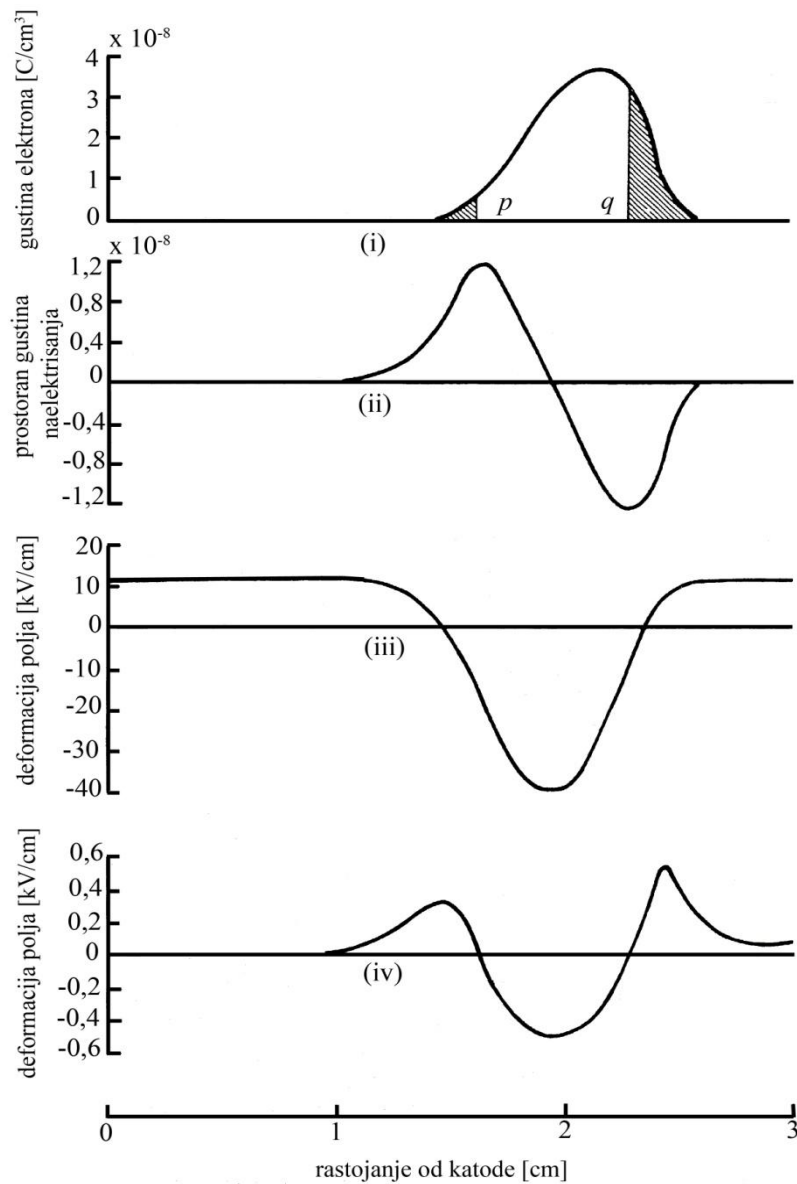 x 10⁻⁸
gustina elektrona [C/cm³]
4
3
2
1
0
p
q
(i)
x 10⁻⁸
prostoran gustina
naelektrisanja
1,2
0,8
0,4
0
-0,4
-0,8
-1,2
(ii)
deformacija polja [kV/cm]
20
10
0
-10
-20
-30
-40
(iii)
deformacija polja [kV/cm]
0,6
0,4
0,2
0
-0,2
-0,4
-0,6
(iv)
0
1
2
3
rastojanje od katode [cm]